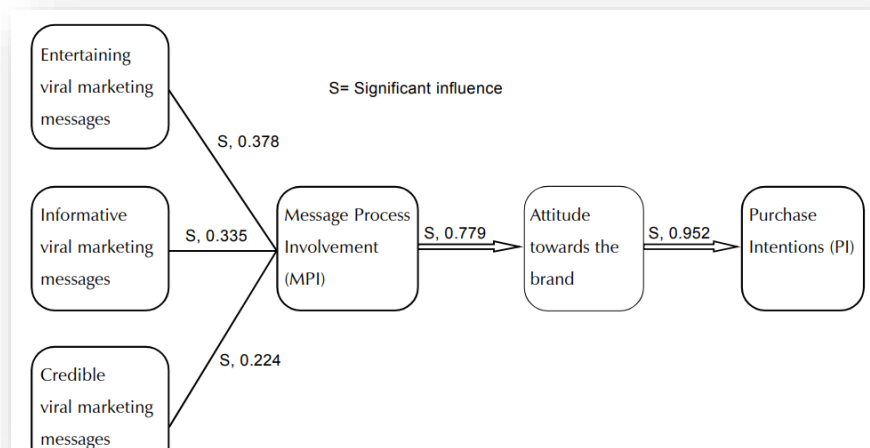 Entertaining
viral marketing
messages
S= Significant influence
S, 0.378
Informative
viral marketing
messages
S, 0.335
Message Process
Involvement
(MPI)
S, 0.779
Attitude
towards the
brand
S, 0.952
Purchase
Intentions (PI)
S, 0.224
Credible
viral marketing
messages